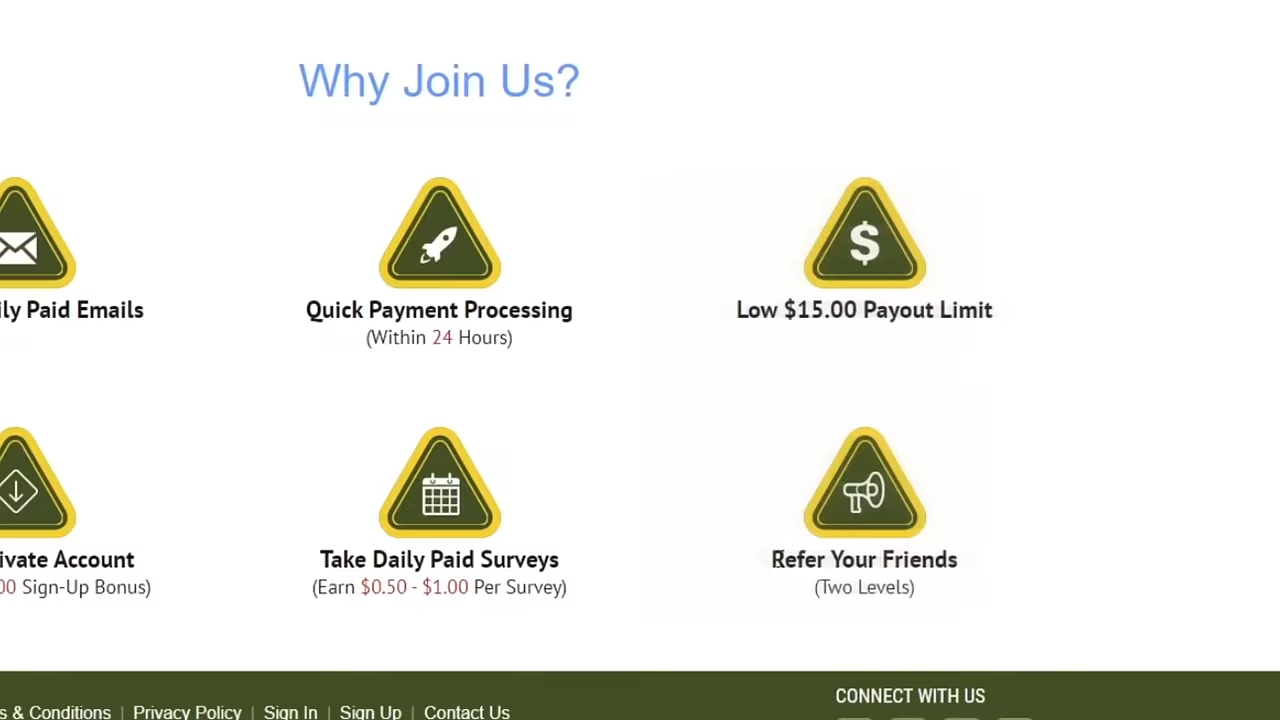 Why Join Us?
ily Paid Emails
Quick Payment Processing
(Within 24 Hours)
Low $15.00 Payout Limit
ivate Account
00 Sign-Up Bonus)
Take Daily Paid Surveys
(Earn $0.50 - $1.00 Per Survey)
Refer Your Friends
(Two Levels)
CONNECT WITH US
s & Conditions | Privacy Policy | Sign In | Sign Up | Contact Us